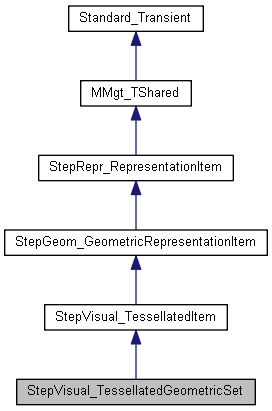 Standard_Transient
MMgt_TShared
StepRepr_RepresentationItem
StepGeom_GeometricRepresentationItem
StepVisual_TessellatedItem
StepVisual_TessellatedGeometricSet